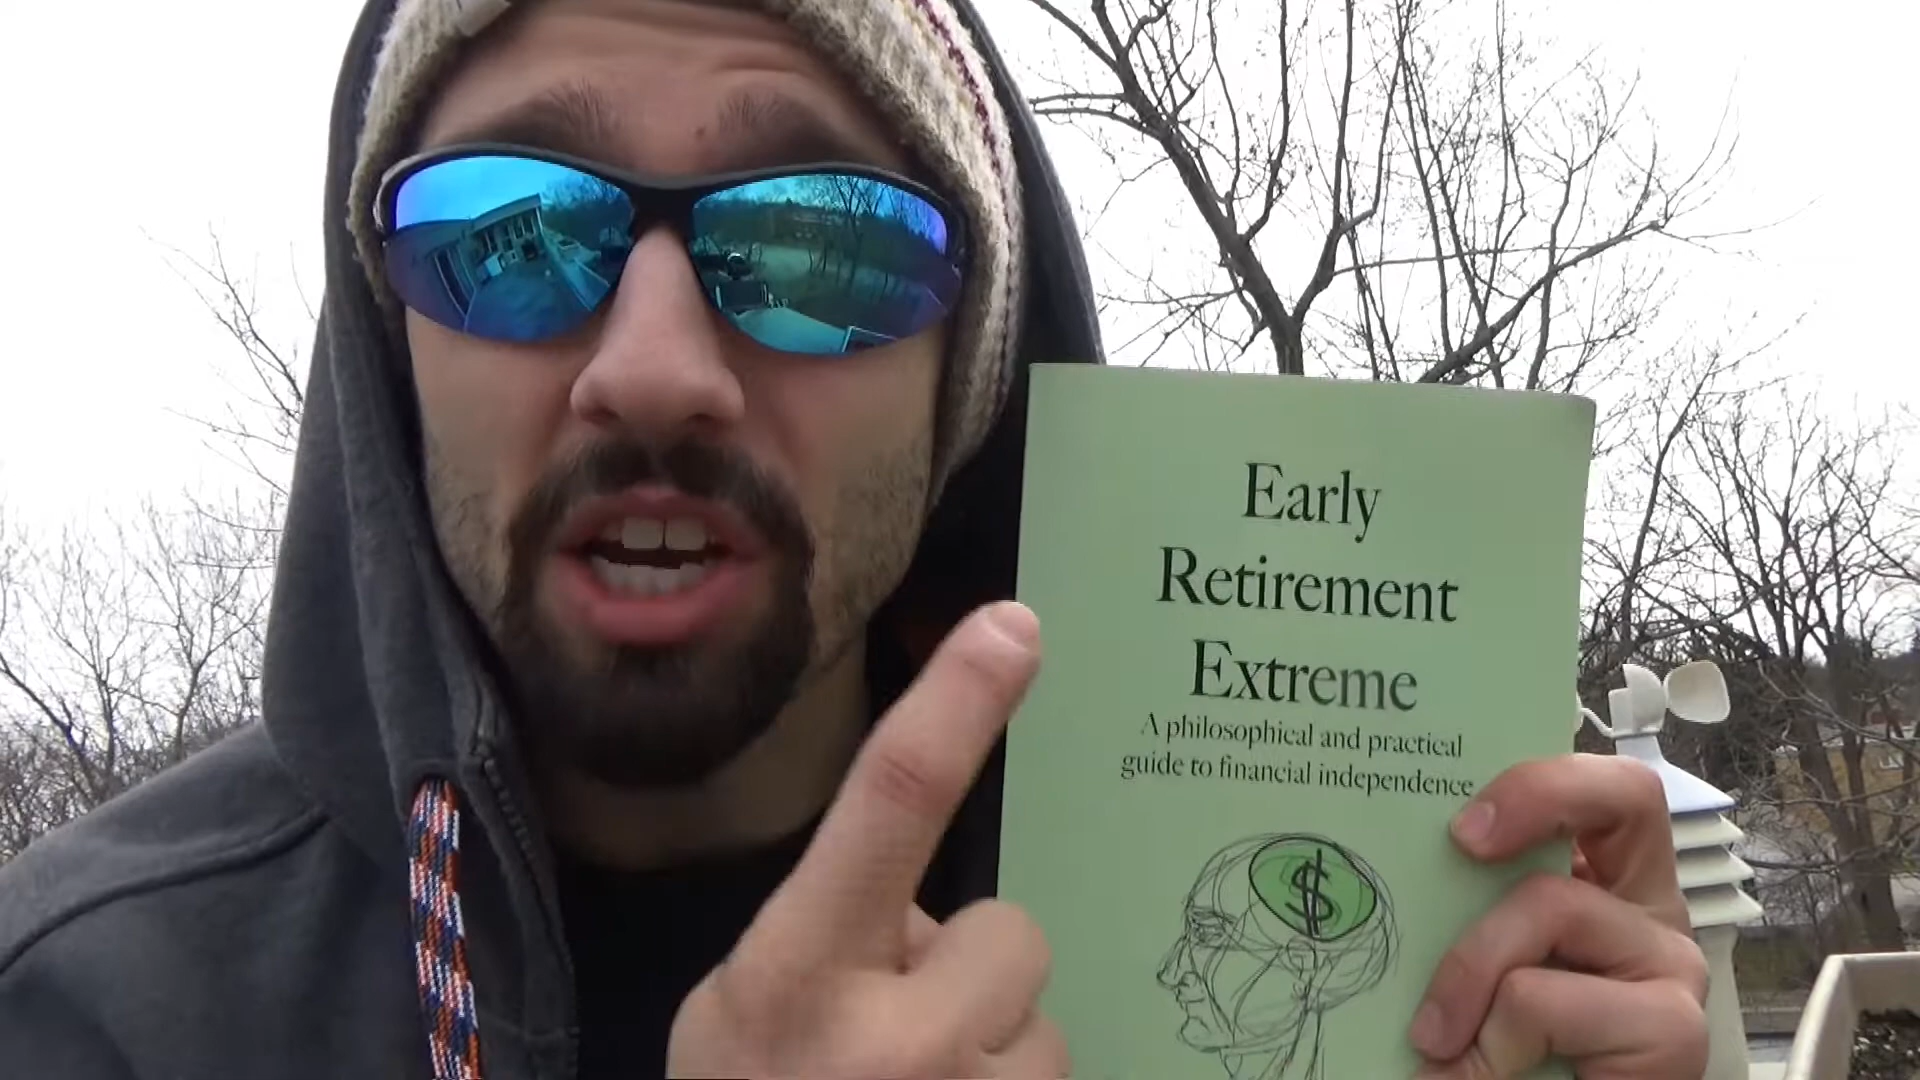 Early
Retirement
Extreme
A philosophical and practical
guide to financial independence
$